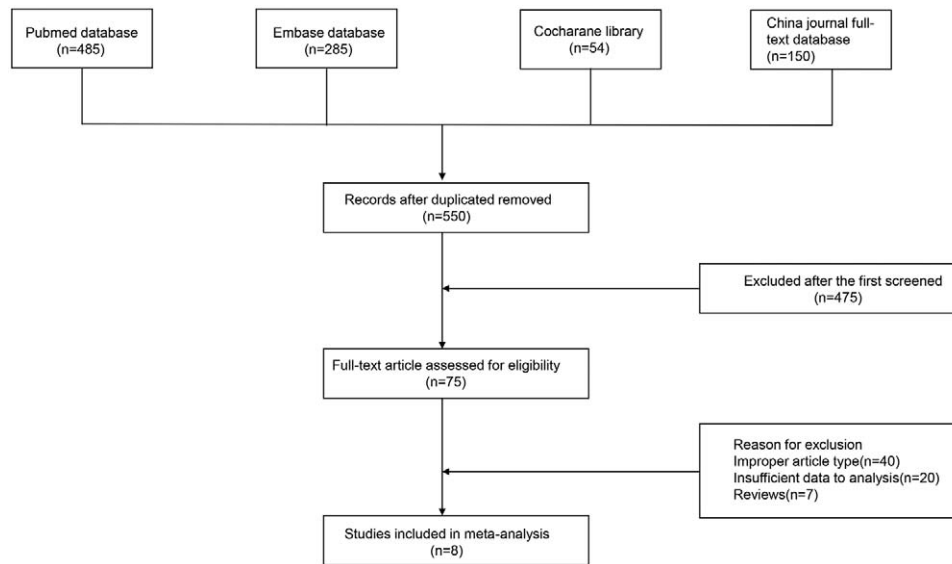 Pubmed database
(n=485)
Embase database
(n=285)
Cocharane library
(n=54)
China journal full-
text database
(n=150)
Records after duplicated removed
(n=550)
Excluded after the first screened
(n=475)
Full-text article assessed for eligibility
(n=75)
Reason for exclusion
Improper article type(n=40)
Insufficient data to analysis(n=20)
Reviews(n=7)
Studies included in meta-analysis
(n=8)